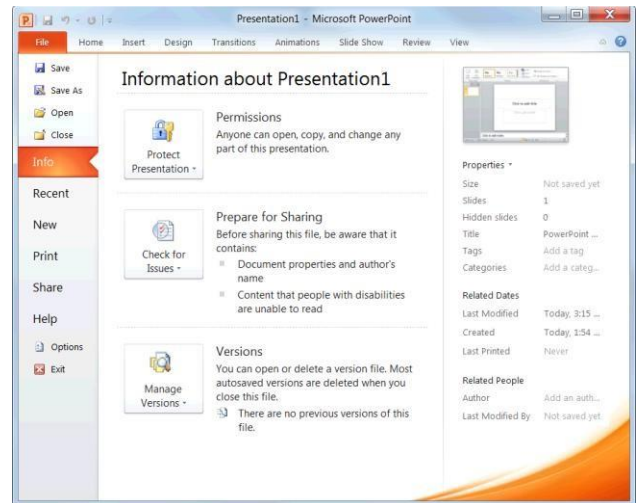 Presentation1 - Microsoft PowerPoint
File Home Insert Design Transitions Animations Slide Show Review View
Save
Save As
Open
Close
Info
Recent
New
Print
Share
Help
Options
Exit
Information about Presentation1
Protect
Presentation
Permissions
Anyone can open, copy, and change any
part of this presentation.
Check for
Issues
Prepare for Sharing
Before sharing this file, be aware that it
contains:
Document properties and author's
name
Content that people with disabilities
are unable to read
Manage
Versions
Versions
You can open or delete a version file. Most
autosaved versions are deleted when you
close this file.
There are no previous versions of this
file.
Properties
Size Not saved yet
Slides 1
Hidden slides 0
Title PowerPoint ...
Tags Add a tag
Categories Add a categ...
Related Dates
Last Modified Today, 3:15 ...
Created Today, 1:54 ...
Last Printed Never
Related People
Author Add an auth...
Last Modified By Not saved yet